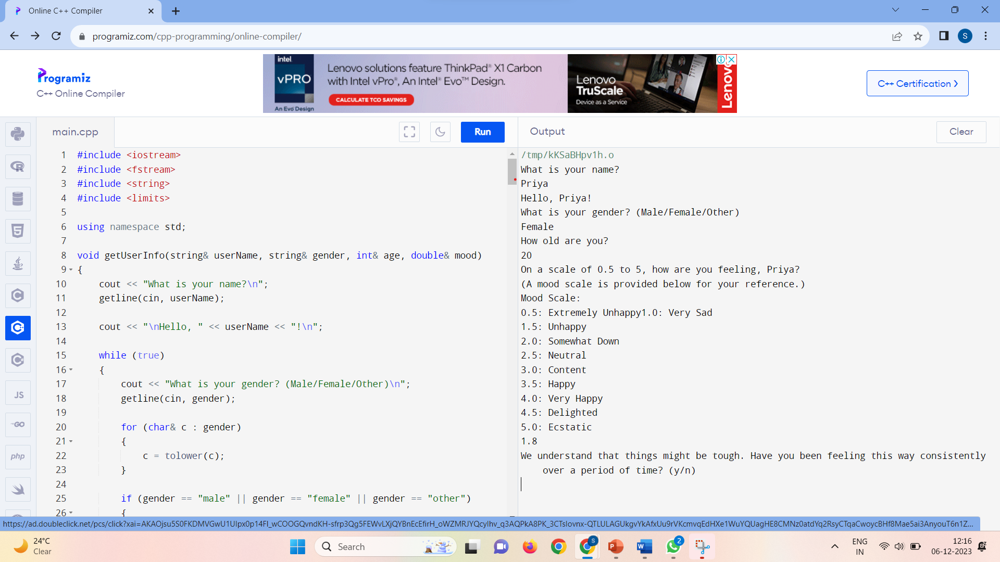 Online C++ Compiler
programiz.com/cpp-programming/online-compiler/
S
Programiz
C++ Online Compiler
intel.
vPRO
An Evo Design
Lenovo solutions feature ThinkPad® X1 Carbon
with Intel vPro®, An Intel® Evo™ Design.
CALCULATE TCO SAVINGS
Lenovo
TruScale
Device as a Service
Lenovo
C++ Certification
main.cpp
Run
Output
Clear
1 #include <iostream>
2 #include <fstream>
3 #include <string>
4 #include <limits>
5
6 using namespace std;
7
8 void getUserInfo(string& userName, string& gender, int& age, double& mood)
9 {
10 cout << "What is your name?\n";
11 getline(cin, userName);
12
13 cout << "\nHello, " << userName << "!\n";
14
15 while (true)
16 {
17 cout << "What is your gender? (Male/Female/Other)\n";
18 getline(cin, gender);
19
20 for (char& c : gender)
21 {
22 c = tolower(c);
23 }
24
25 if (gender == "male" || gender == "female" || gender == "other")
26 {
/tmp/kKSaBHpv1h.o
What is your name?
Priya
Hello, Priya!
What is your gender? (Male/Female/Other)
Female
How old are you?
20
On a scale of 0.5 to 5, how are you feeling, Priya?
(A mood scale is provided below for your reference.)
Mood Scale:
0.5: Extremely Unhappy1.0: Very Sad
1.5: Unhappy
2.0: Somewhat Down
2.5: Neutral
3.0: Content
3.5: Happy
4.0: Very Happy
4.5: Delighted
5.0: Ecstatic
1.8
We understand that things might be tough. Have you been feeling this way consistently
over a period of time? (y/n)
JS
GO
php
24°C
Clear
Search
S
2
ENG
IN
12:16
06-12-2023